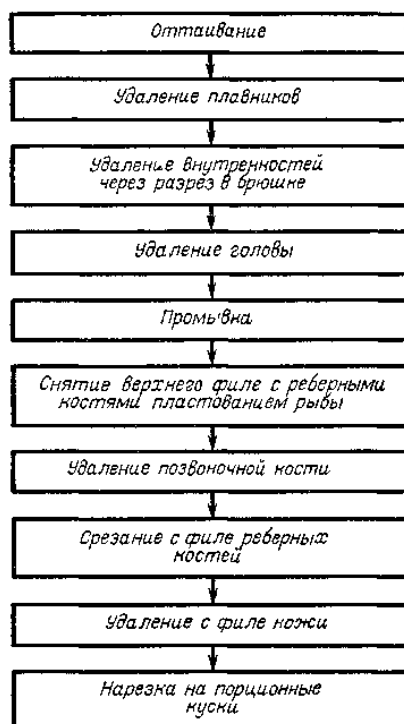 Оттаивание
Удаление плавников
Удаление внутренностей
через разрез в брюшке
Удаление головы
Промывка
Снятие верхнего филе с реберными
костями пластованием рыбы
Удаление позвоночной кости
Срезание с филе реберных
костей
Удаление с филе кожи
Нарезка на порционные
куски